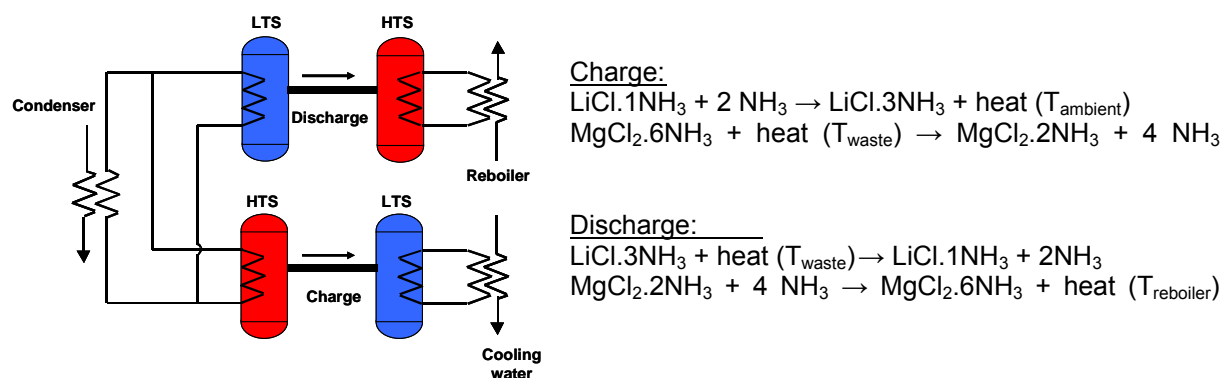 LTS
HTS
Condenser
Discharge
Reboiler
HTS
LTS
Charge
Cooling
water
Charge:
LiCl.1NH₃ + 2 NH₃ → LiCl.3NH₃ + heat (Tambient)
MgCl₂.6NH₃ + heat (Twaste) → MgCl₂.2NH₃ + 4 NH₃
Discharge:
LiCl.3NH₃ + heat (Twaste) → LiCl.1NH₃ + 2NH₃
MgCl₂.2NH₃ + 4 NH₃ → MgCl₂.6NH₃ + heat (Treboiler)